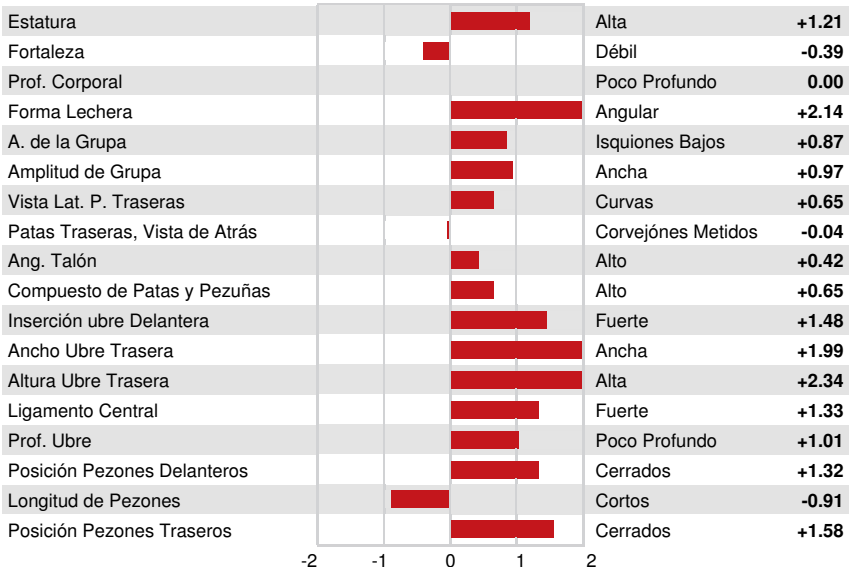 Estatura Alta +1.21
Fortaleza Débil -0.39
Prof. Corporal Poco Profundo 0.00
Forma Lechera Angular +2.14
A. de la Grupa Isquiones Bajos +0.87
Amplitud de Grupa Ancha +0.97
Vista Lat. P. Traseras Curvas +0.65
Patas Traseras, Vista de Atrás Corvejónes Metidos -0.04
Ang. Talón Alto +0.42
Compuesto de Patas y Pezuñas Alto +0.65
Inserción ubre Delantera Fuerte +1.48
Ancho Ubre Trasera Ancha +1.99
Altura Ubre Trasera Alta +2.34
Ligamento Central Fuerte +1.33
Prof. Ubre Poco Profundo +1.01
Posición Pezones Delanteros Cerrados +1.32
Longitud de Pezones Cortos -0.91
Posición Pezones Traseros Cerrados +1.58
-2 -1 0 1 2